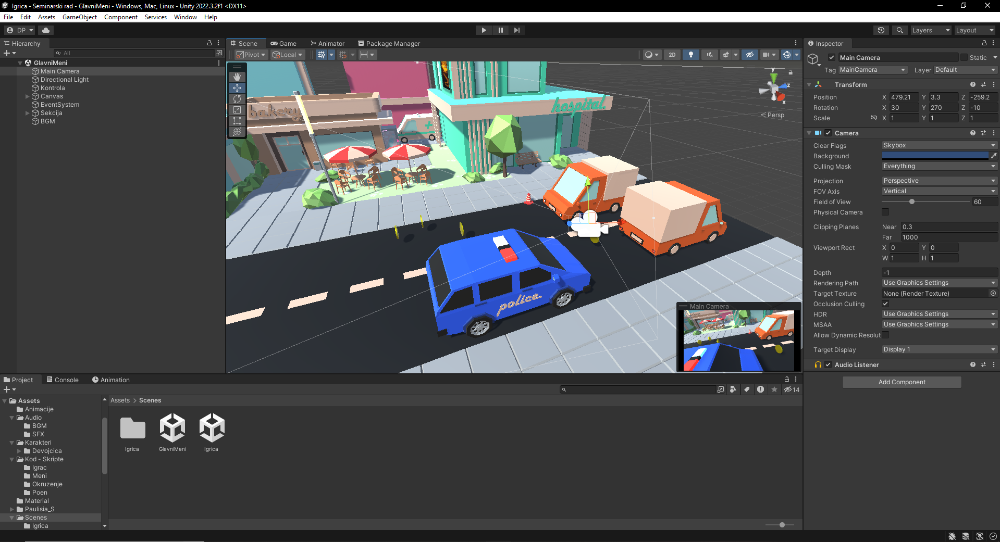 Igrica - Seminarski rad - GlavniMeni - Windows, Mac, Linux - Unity 2022.3.2f1 <DX11>
File Edit Assets GameObject Component Services Window Help
DP Layers Layout
Hierarchy
All
GlavniMeni
Main Camera
Directional Light
Kontrola
Canvas
EventSystem
Sekcija
BGM
Scene Game Animator Package Manager
Pivot Local 2D
bakery
hospital.
police.
y
z
x
Persp
Main Camera
Inspector
Main Camera Static
Tag MainCamera Layer Default
Transform
Position X 479.21 Y 3.3 Z -259.2
Rotation X 30 Y 270 Z -10
Scale X 1 Y 1 Z 1
Camera
Clear Flags Skybox
Background
Culling Mask Everything
Projection Perspective
FOV Axis Vertical
Field of View 60
Physical Camera
Clipping Planes Near 0.3
Far 1000
Viewport Rect X 0 Y 0
W 1 H 1
Depth -1
Rendering Path Use Graphics Settings
Target Texture None (Render Texture)
Occlusion Culling
HDR Use Graphics Settings
MSAA Use Graphics Settings
Allow Dynamic Resolut
Target Display Display 1
Audio Listener
Add Component
Project Console Animation
14
Assets
Animacije
Audio
BGM
SFX
Karakteri
Devojcica
Kod - Skripte
Igrac
Meni
Okruzenje
Poen
Material
Paulisia_S
Scenes
Igrica
Assets > Scenes
Igrica GlavniMeni Igrica